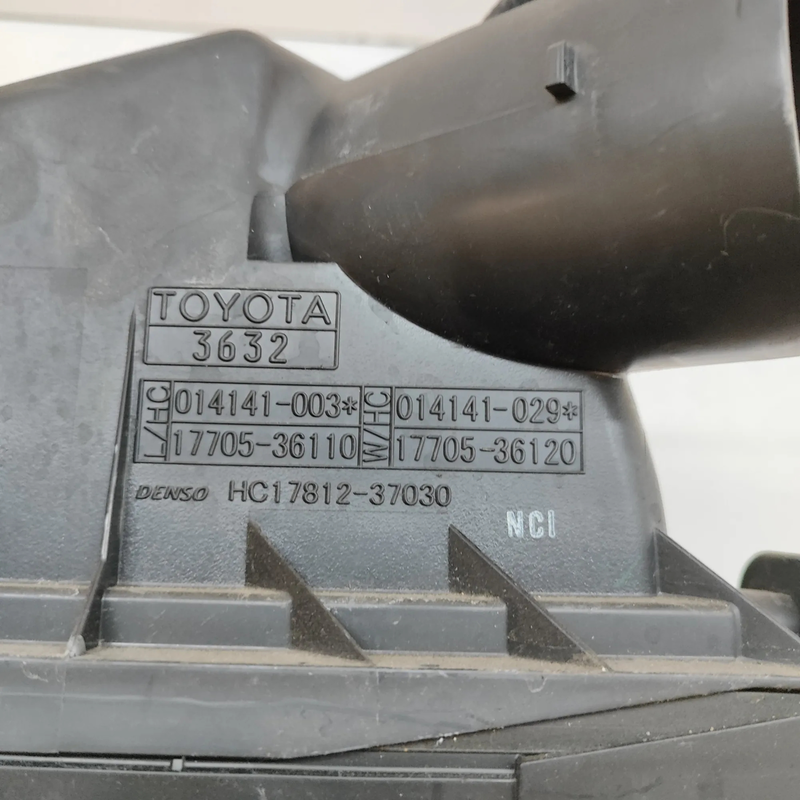 TOYOTA
3632
L/HC 014141-003* W/HC 014141-029*
17705-36110 17705-36120
DENSO HC17812-37030
NCI